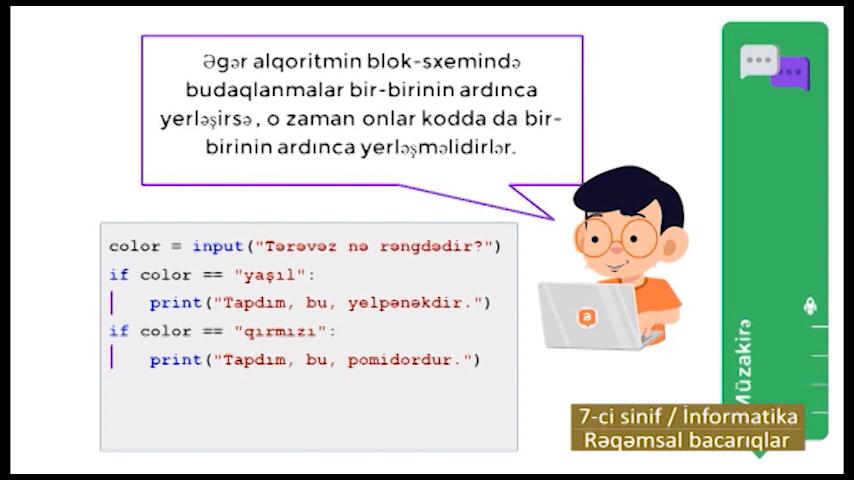 Əgər alqoritmin blok-sxemində
budaqlanmalar bir-birinin ardınca
yerləşirsə, o zaman onlar kodda da bir-
birinin ardınca yerləşməlidirlər.
color = input("Tərəvəz nə rəngdədir?")
if color == "yaşıl":
print("Tapdım, bu, yelpənəkdir.")
if color == "qırmızı":
print("Tapdım, bu, pomidordur.")
a
Müzakirə
7-ci sinif / İnformatika
Rəqəmsal bacarıqlar